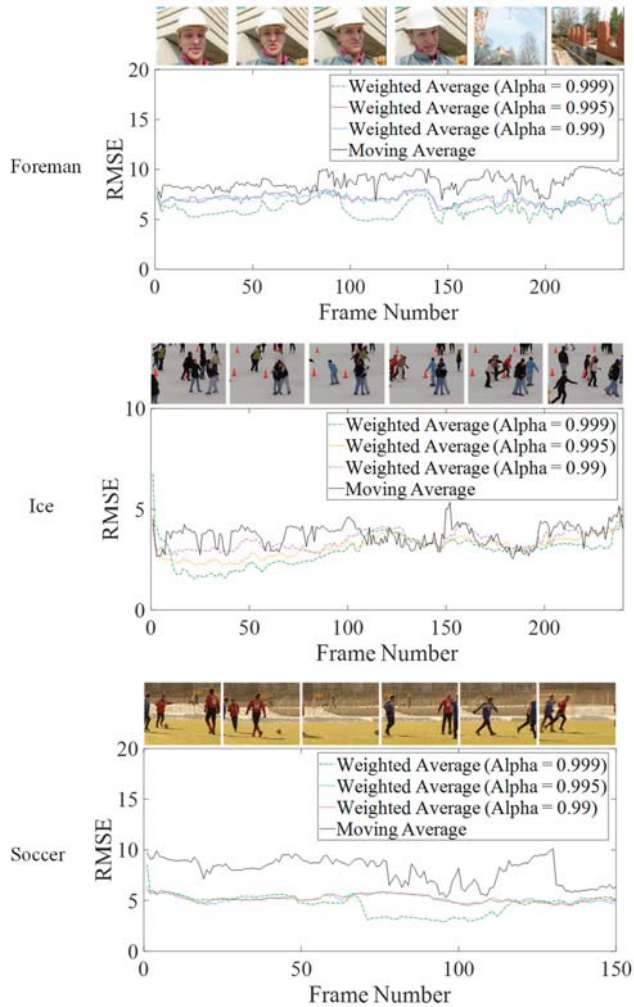 Foreman
RMSE
20
15
10
5
0
Weighted Average (Alpha = 0.999)
Weighted Average (Alpha = 0.995)
Weighted Average (Alpha = 0.99)
Moving Average
0 50 100 150 200
Frame Number
Ice
RMSE
10
5
0
Weighted Average (Alpha = 0.999)
Weighted Average (Alpha = 0.995)
Weighted Average (Alpha = 0.99)
Moving Average
0 50 100 150 200
Frame Number
Soccer
RMSE
20
15
10
5
0
Weighted Average (Alpha = 0.999)
Weighted Average (Alpha = 0.995)
Weighted Average (Alpha = 0.99)
Moving Average
0 50 100 150
Frame Number